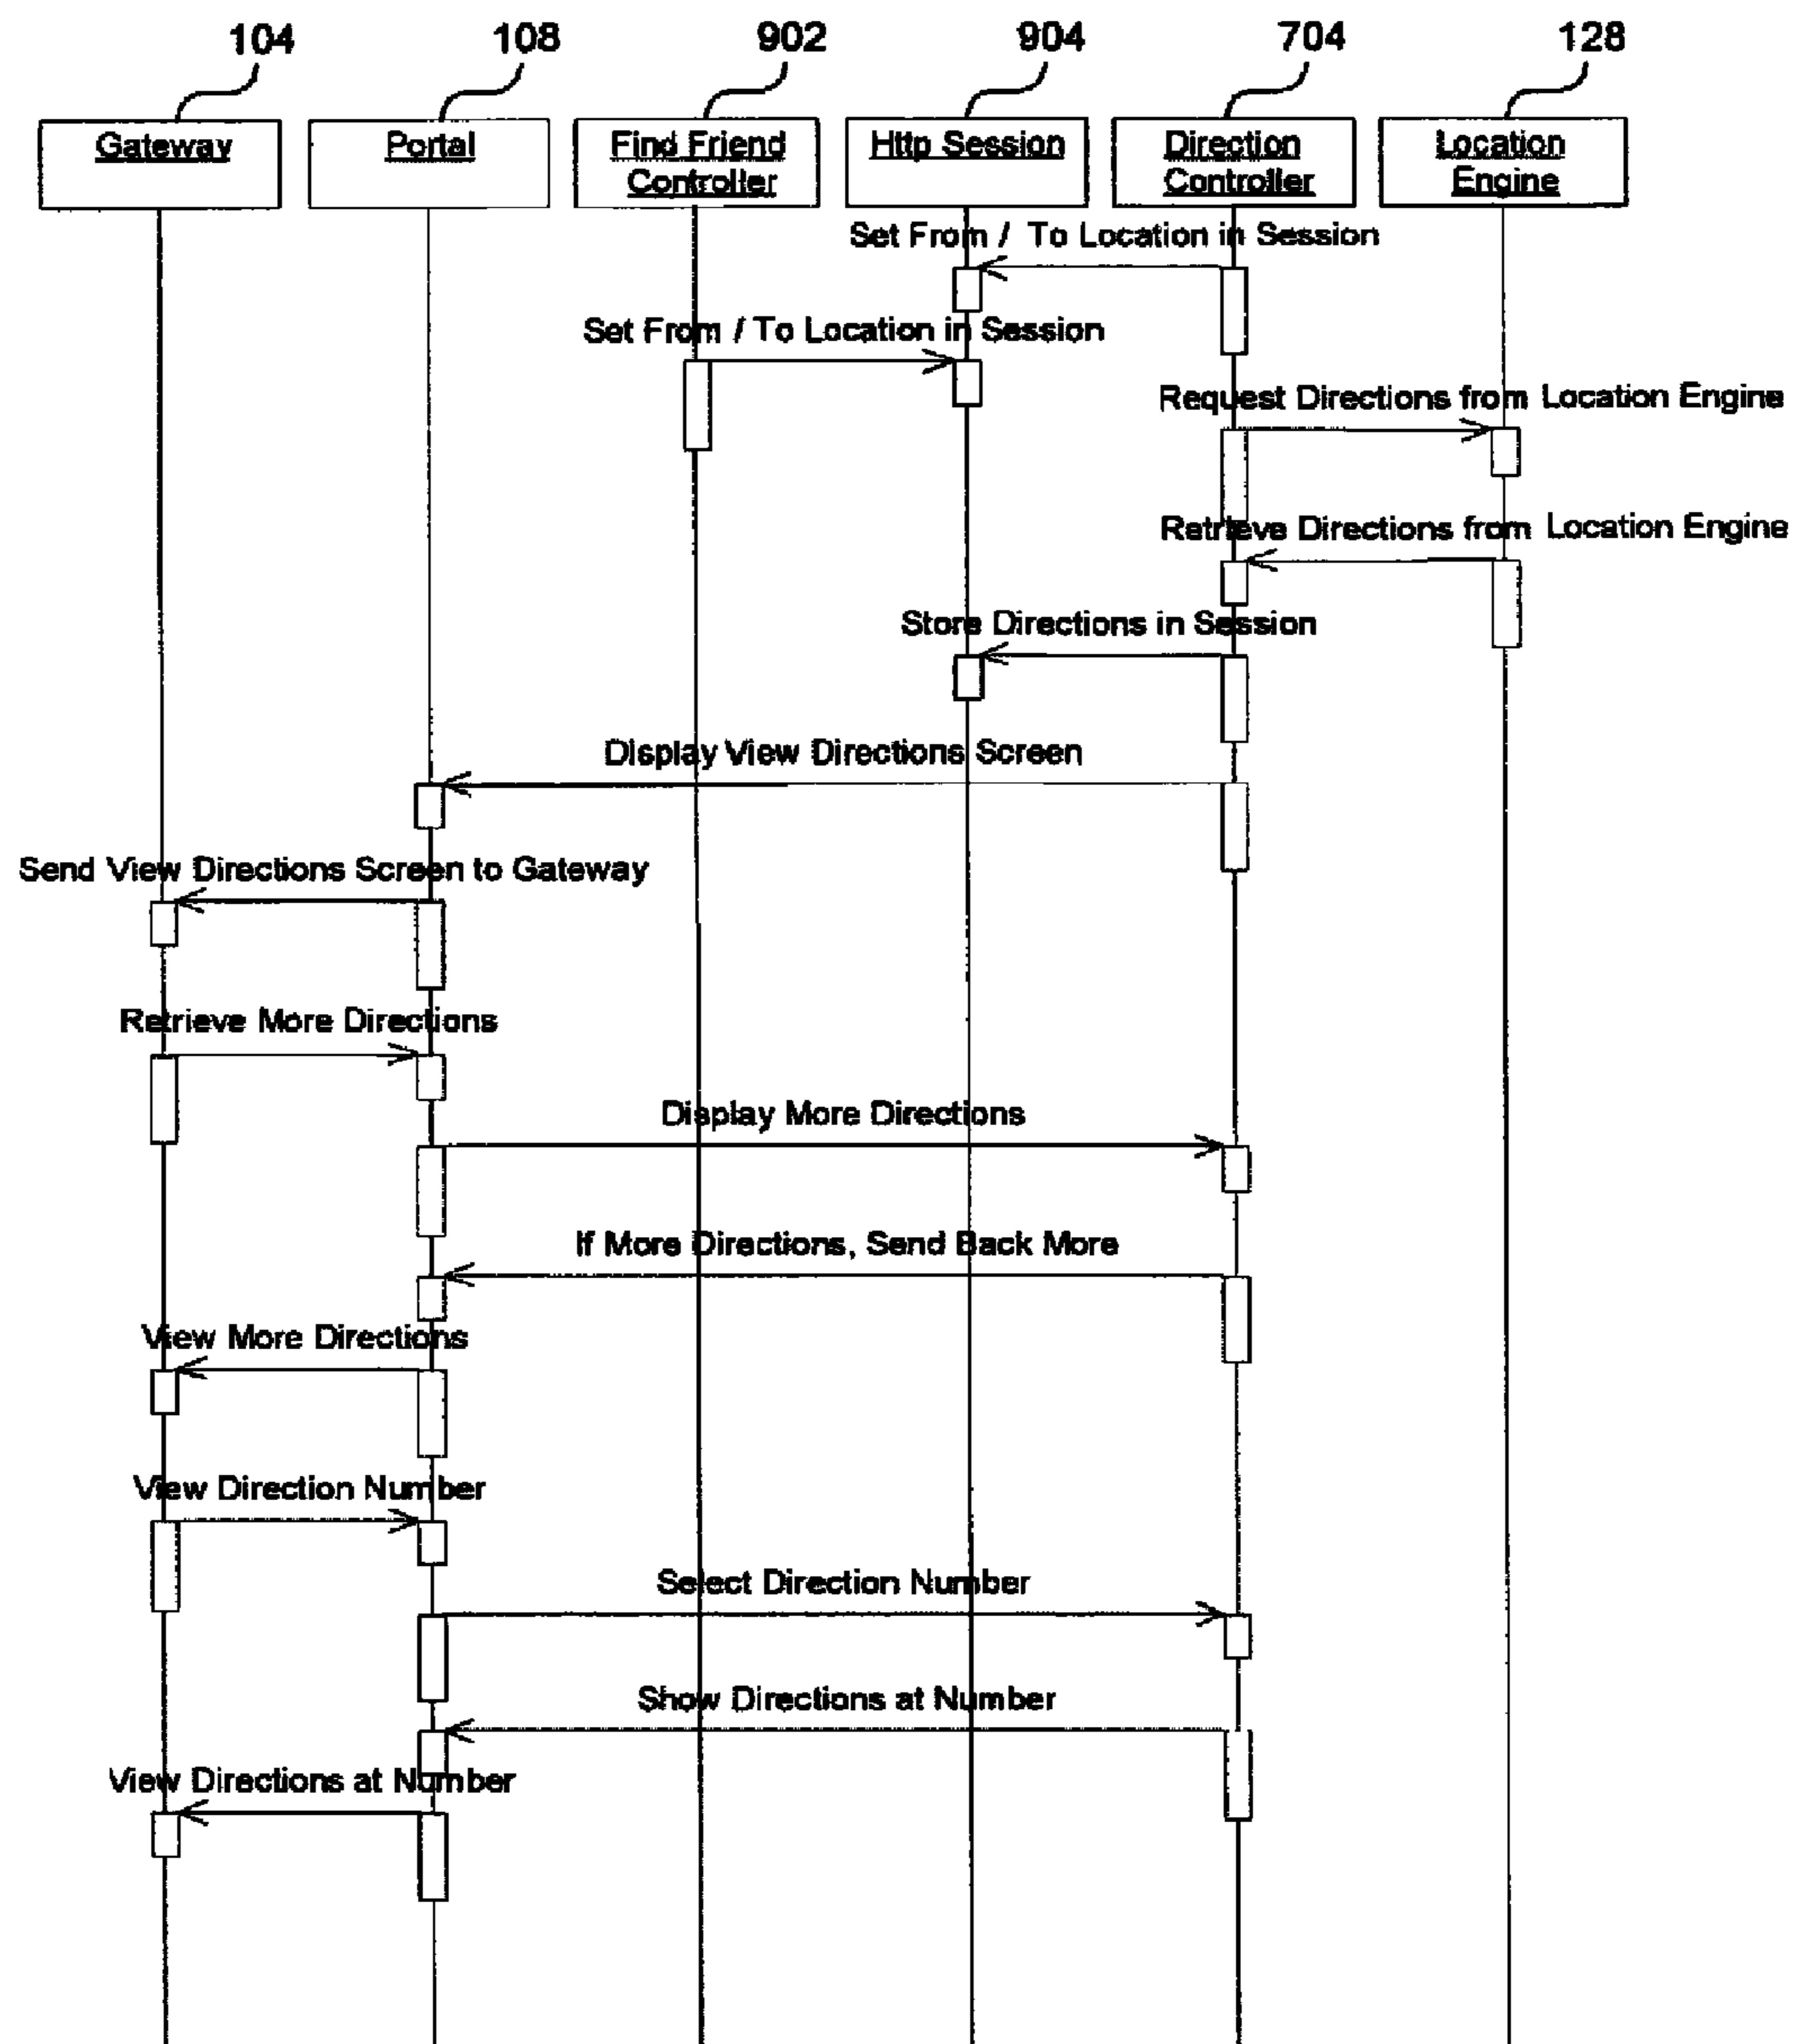 104
108
902
904
704
128
Gateway
Portal
Find Friend
Controller
Http Session
Direction
Controller
Location
Engine
Set From / To Location in Session
Set From / To Location in Session
Request Directions from Location Engine
Retrieve Directions from Location Engine
Store Directions in Session
Display View Directions Screen
Send View Directions Screen to Gateway
Retrieve More Directions
Display More Directions
If More Directions, Send Back More
View More Directions
View Direction Number
Select Direction Number
Show Directions at Number
View Directions at Number